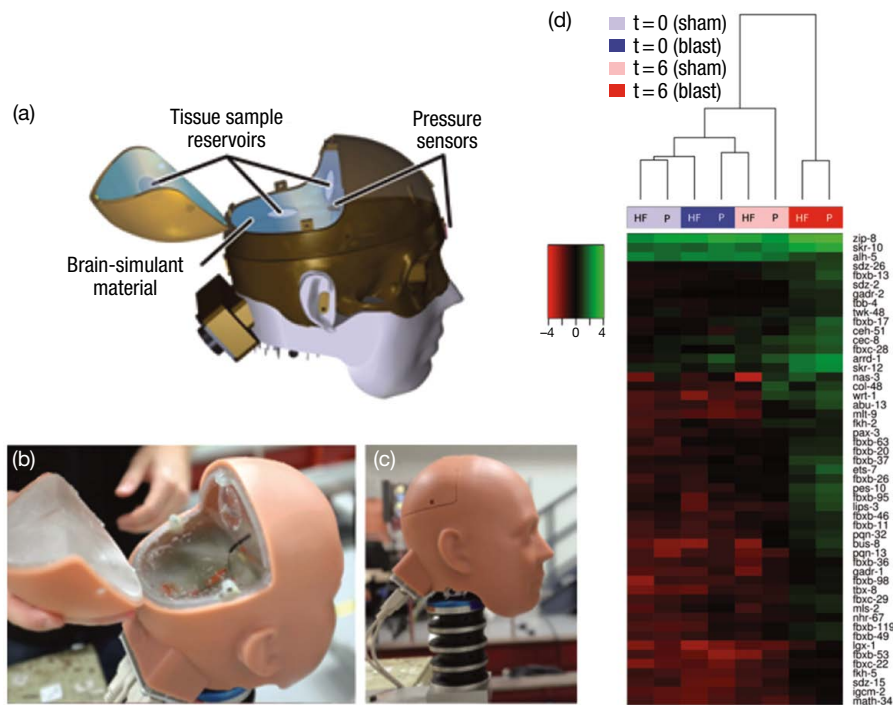 (a)
Tissue sample
reservoirs
Pressure
sensors
Brain-simulant
material
(b)
(c)
(d)
t = 0 (sham)
t = 0 (blast)
t = 6 (sham)
t = 6 (blast)
HF P HF P HF P HF P
−4 0 4
zip-8
skr-10
alh-5
sdz-26
fbxb-13
sdz-2
gadr-2
fbb-4
twk-48
fbxb-17
ceh-51
cec-8
fbxc-28
arrd-1
skr-12
nas-3
col-48
wrt-1
abu-13
mlt-9
fkh-2
pax-3
fbxb-63
fbxb-20
fbxb-37
ets-7
fbxb-26
pes-10
fbxb-95
lips-3
fbxb-46
fbxb-11
pqn-32
bus-8
pqn-13
fbxb-36
gadr-1
fbxb-98
tbx-8
fbxc-29
mls-2
nhr-67
fbxb-119
fbxb-49
lgx-1
fbxb-53
fbxc-22
fkh-5
sdz-15
igcm-2
math-34